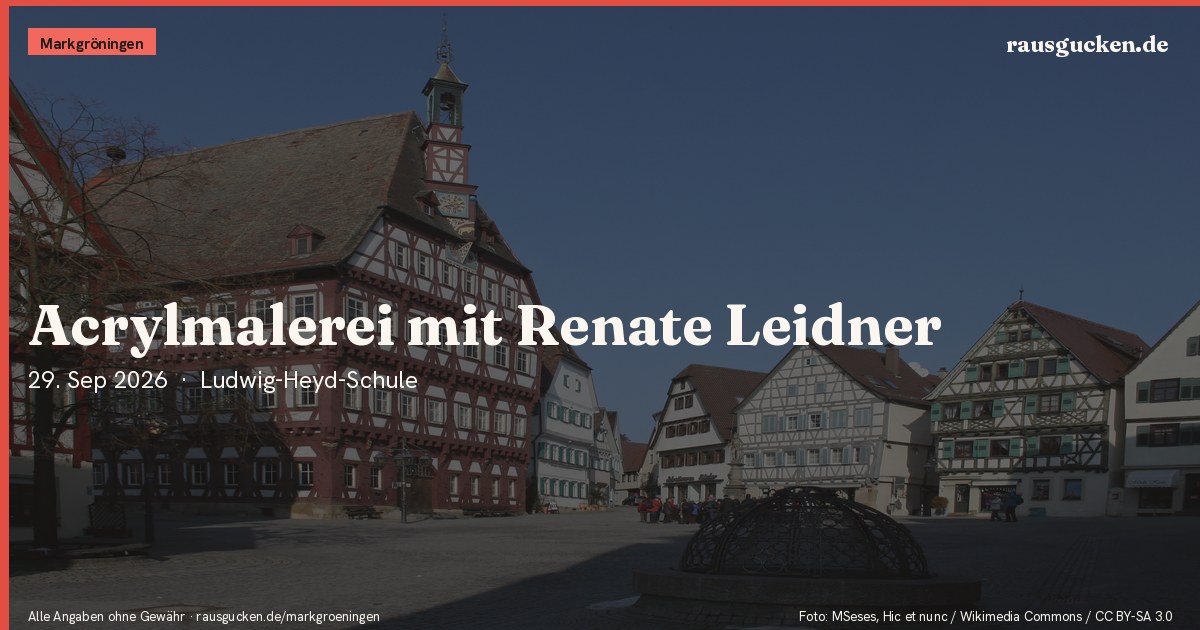 Markgröningen
rausgucken.de
Acrylmalerei mit Renate Leidner
29. Sep 2026 · Ludwig-Heyd-Schule
Alle Angaben ohne Gewähr · rausgucken.de/markgroeningen
Foto: MSeses, Hic et nunc / Wikimedia Commons / CC BY-SA 3.0